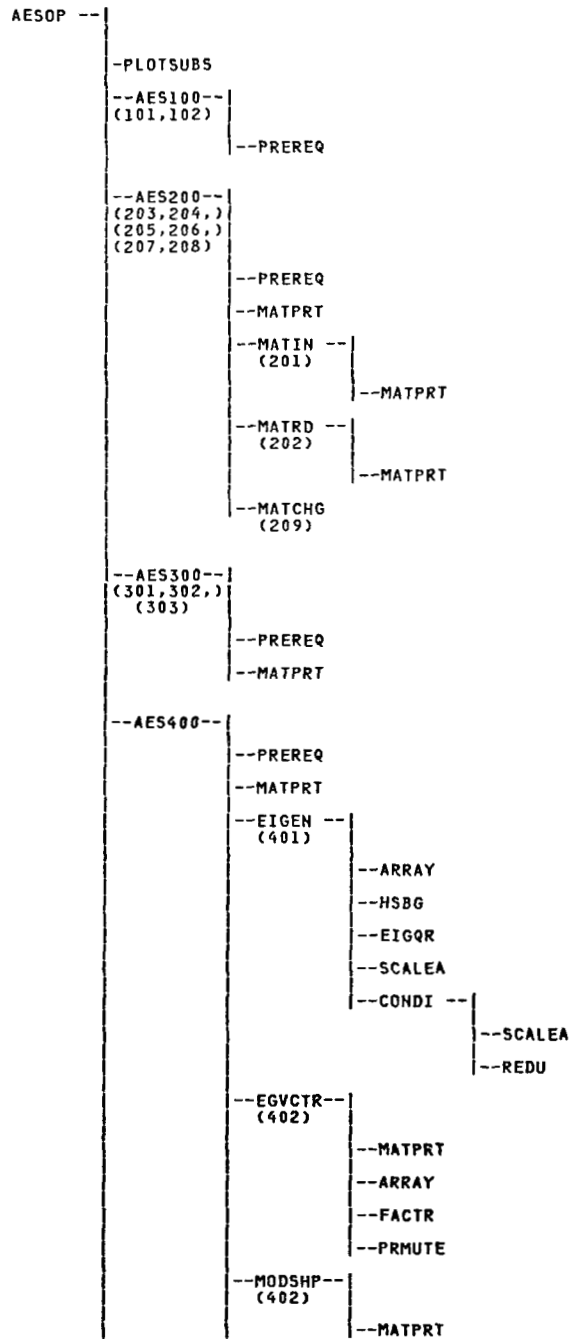 AESOP --
-PLOTSUBS
--AES100--
(101,102)
--PREREQ
--AES200--
(203,204,)
(205,206,)
(207,208)
--PREREQ
--MATPRT
--MATIN --
(201)
--MATPRT
--MATRD --
(202)
--MATPRT
--MATCHG
(209)
--AES300--
(301,302,)
(303)
--PREREQ
--MATPRT
--AES400--
--PREREQ
--MATPRT
--EIGEN --
(401)
--ARRAY
--HSBG
--EIGQR
--SCALEA
--CONDI --
--SCALEA
--REDU
--EGVCTR--
(402)
--MATPRT
--ARRAY
--FACTR
--PRMUTE
--MODSHP--
(402)
--MATPRT